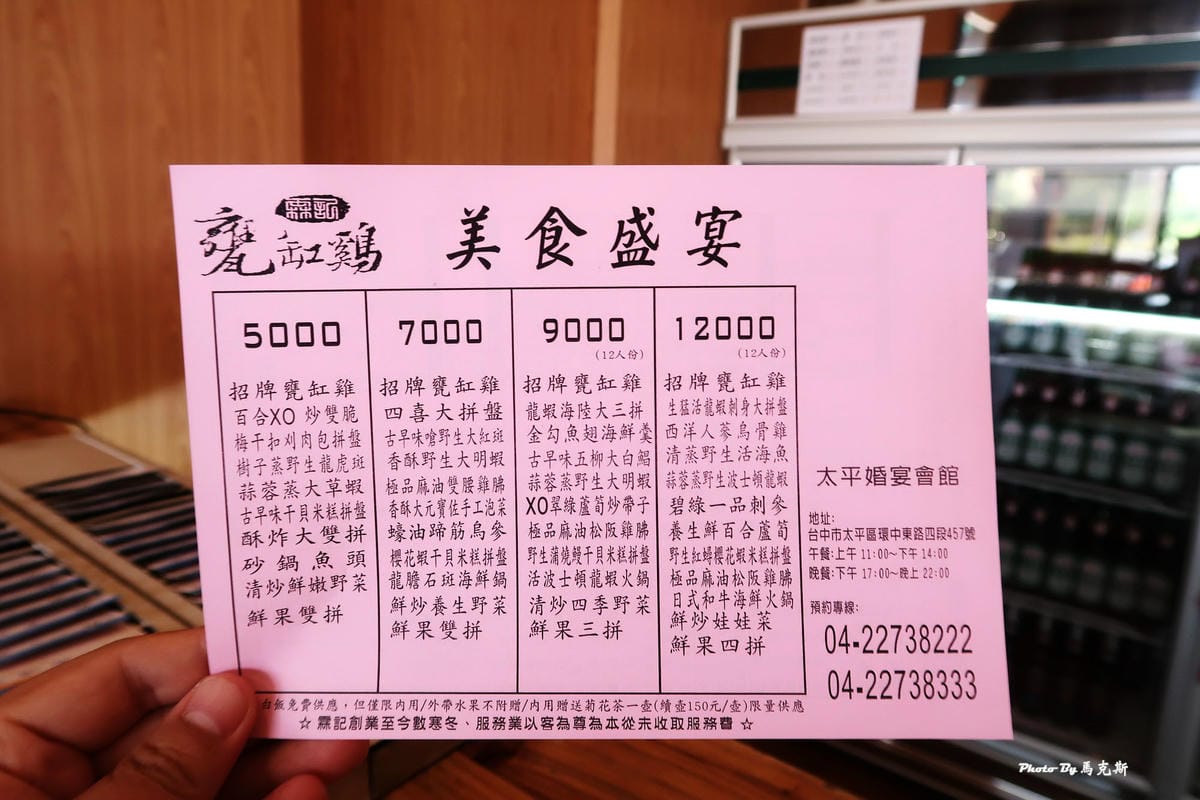 霖記
甕缸雞
美食盛宴
5000
招牌甕缸雞
百合XO炒雙脆
梅干扣刈肉包拼盤
樹子蒸野生龍虎斑
蒜蓉蒸大草蝦
古早味干貝米糕拼盤
酥炸大雙拼
砂鍋魚頭
清炒鮮嫩野菜
鮮果雙拼
7000
招牌甕缸雞
四喜大拼盤
古早味嗆野生大紅斑
香酥野生大明蝦
極品麻油雙腰雞腓
香酥大元寶佐手工泡菜
蠔油蹄筋烏參
櫻花蝦干貝米糕拼盤
龍膽石斑海鮮鍋
鮮炒養生野菜
鮮果雙拼
9000
(12人份)
招牌甕缸雞
龍蝦海陸大三拼
金勾魚翅海鮮羹
古早味五柳大白鯧
蒜蓉蒸野生大明蝦
XO翠綠蘆筍炒帶子
極品麻油松阪雞腓
野生蒲燒鰻干貝米糕拼盤
活波士頓龍蝦火鍋
清炒四季野菜
鮮果三拼
12000
(12人份)
招牌甕缸雞
生猛活龍蝦刺身大拼盤
西洋人蔘烏骨雞
清蒸野生活海魚
蒜蓉蒸野生波士頓龍蝦
碧綠一品刺參
養生鮮百合蘆筍
野生紅蟳櫻花蝦米糕拼盤
極品麻油松阪雞腓
日式和牛海鮮火鍋
鮮炒娃娃菜
鮮果四拼
太平婚宴會館
地址:
台中市太平區環中東路四段457號
午餐:上午 11:00~下午 14:00
晚餐:下午 17:00~晚上 22:00
預約專線:
04-22738222
04-22738333
白飯免費供應,但僅限內用/外帶水果不附贈/內用贈送菊花茶一壺(續壺150元/壺)限量供應
☆霖記創業至今數寒冬、服務業以客為尊為本從未收取服務費☆
Photo By 馬克斯